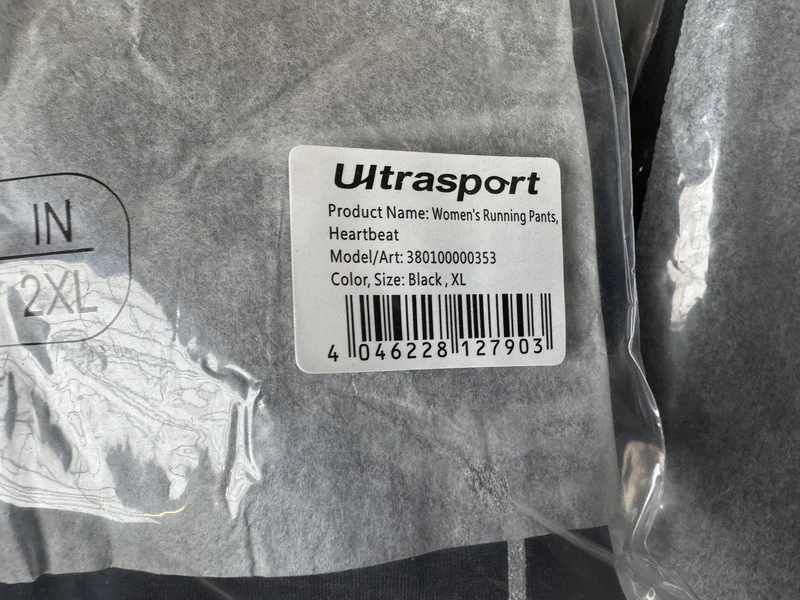 IN
2XL
Ultrasport
Product Name: Women's Running Pants,
Heartbeat
Model/Art: 380100000353
Color, Size: Black , XL
4 046228 127903